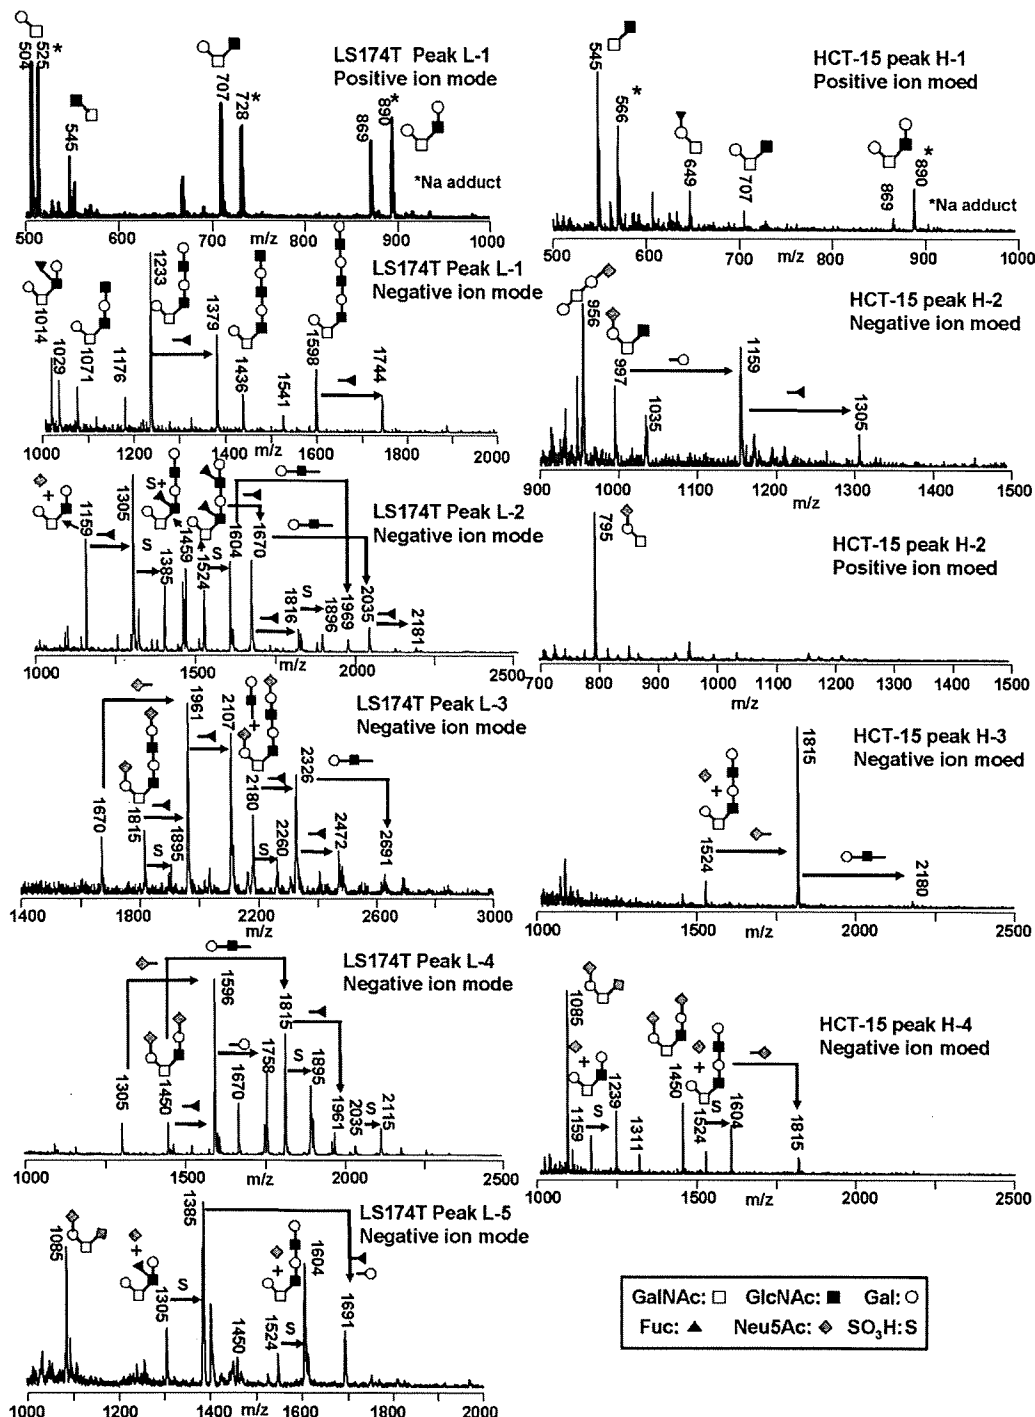 LS174T Peak L-1
Positive ion mode
504
525
*
545
707
728
*
869
890
*
*Na adduct
500 600 700 800 900 1000
m/z
HCT-15 peak H-1
Positive ion moed
545
566
*
649
707
869
890
*
*Na adduct
500 600 700 800 900 1000
m/z
LS174T Peak L-1
Negative ion mode
1014
1029
1071
1176
1233
1379
1436
1541
1598
1744
1000 1200 1400 1600 1800 2000
m/z
HCT-15 peak H-2
Negative ion moed
956
997
1035
1159
1305
900 1000 1100 1200 1300 1400 1500
m/z
LS174T Peak L-2
Negative ion mode
+
1159
1305
S
1385
S+
1459
1524
S
1604
1670
1816
S
1896
1969
2035
2181
1000 1500 2000 2500
m/z
HCT-15 peak H-2
Positive ion moed
795
700 800 900 1000 1100 1200 1300 1400 1500
m/z
LS174T Peak L-3
Negative ion mode
1670
1815
S
1895
1961
2107
+
2180
S
2260
2326
2472
2691
1400 1600 1800 2000 2200 2400 2600 3000
m/z
HCT-15 peak H-3
Negative ion moed
+
1524
1815
2180
1000 1500 2000 2500
m/z
LS174T Peak L-4
Negative ion mode
1305
1450
1596
1670
1758
1815
S
1895
1961
2035
S
2115
1000 1500 2000 2500
m/z
HCT-15 peak H-4
Negative ion moed
1085
+
1159
S
1239
1311
1450
+
1524
S
1604
1815
1000 1500 2000 2500
m/z
LS174T Peak L-5
Negative ion mode
1085
+
1305
S
1385
1450
+
1524
S
1604
1691
1000 1200 1400 1600 1800 2000
m/z
GalNAc: GlcNAc: Gal:
Fuc: Neu5Ac: SO3H:S